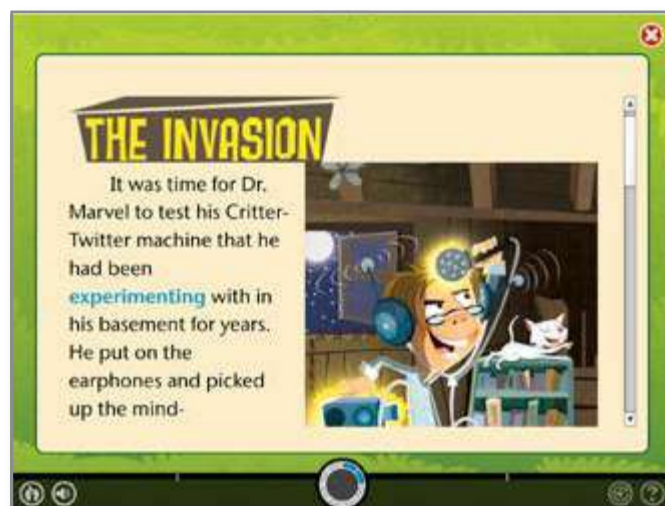 THE INVASION
It was time for Dr.
Marvel to test his Critter-
Twitter machine that he
had been
experimenting with in
his basement for years.
He put on the
earphones and picked
up the mind-
?